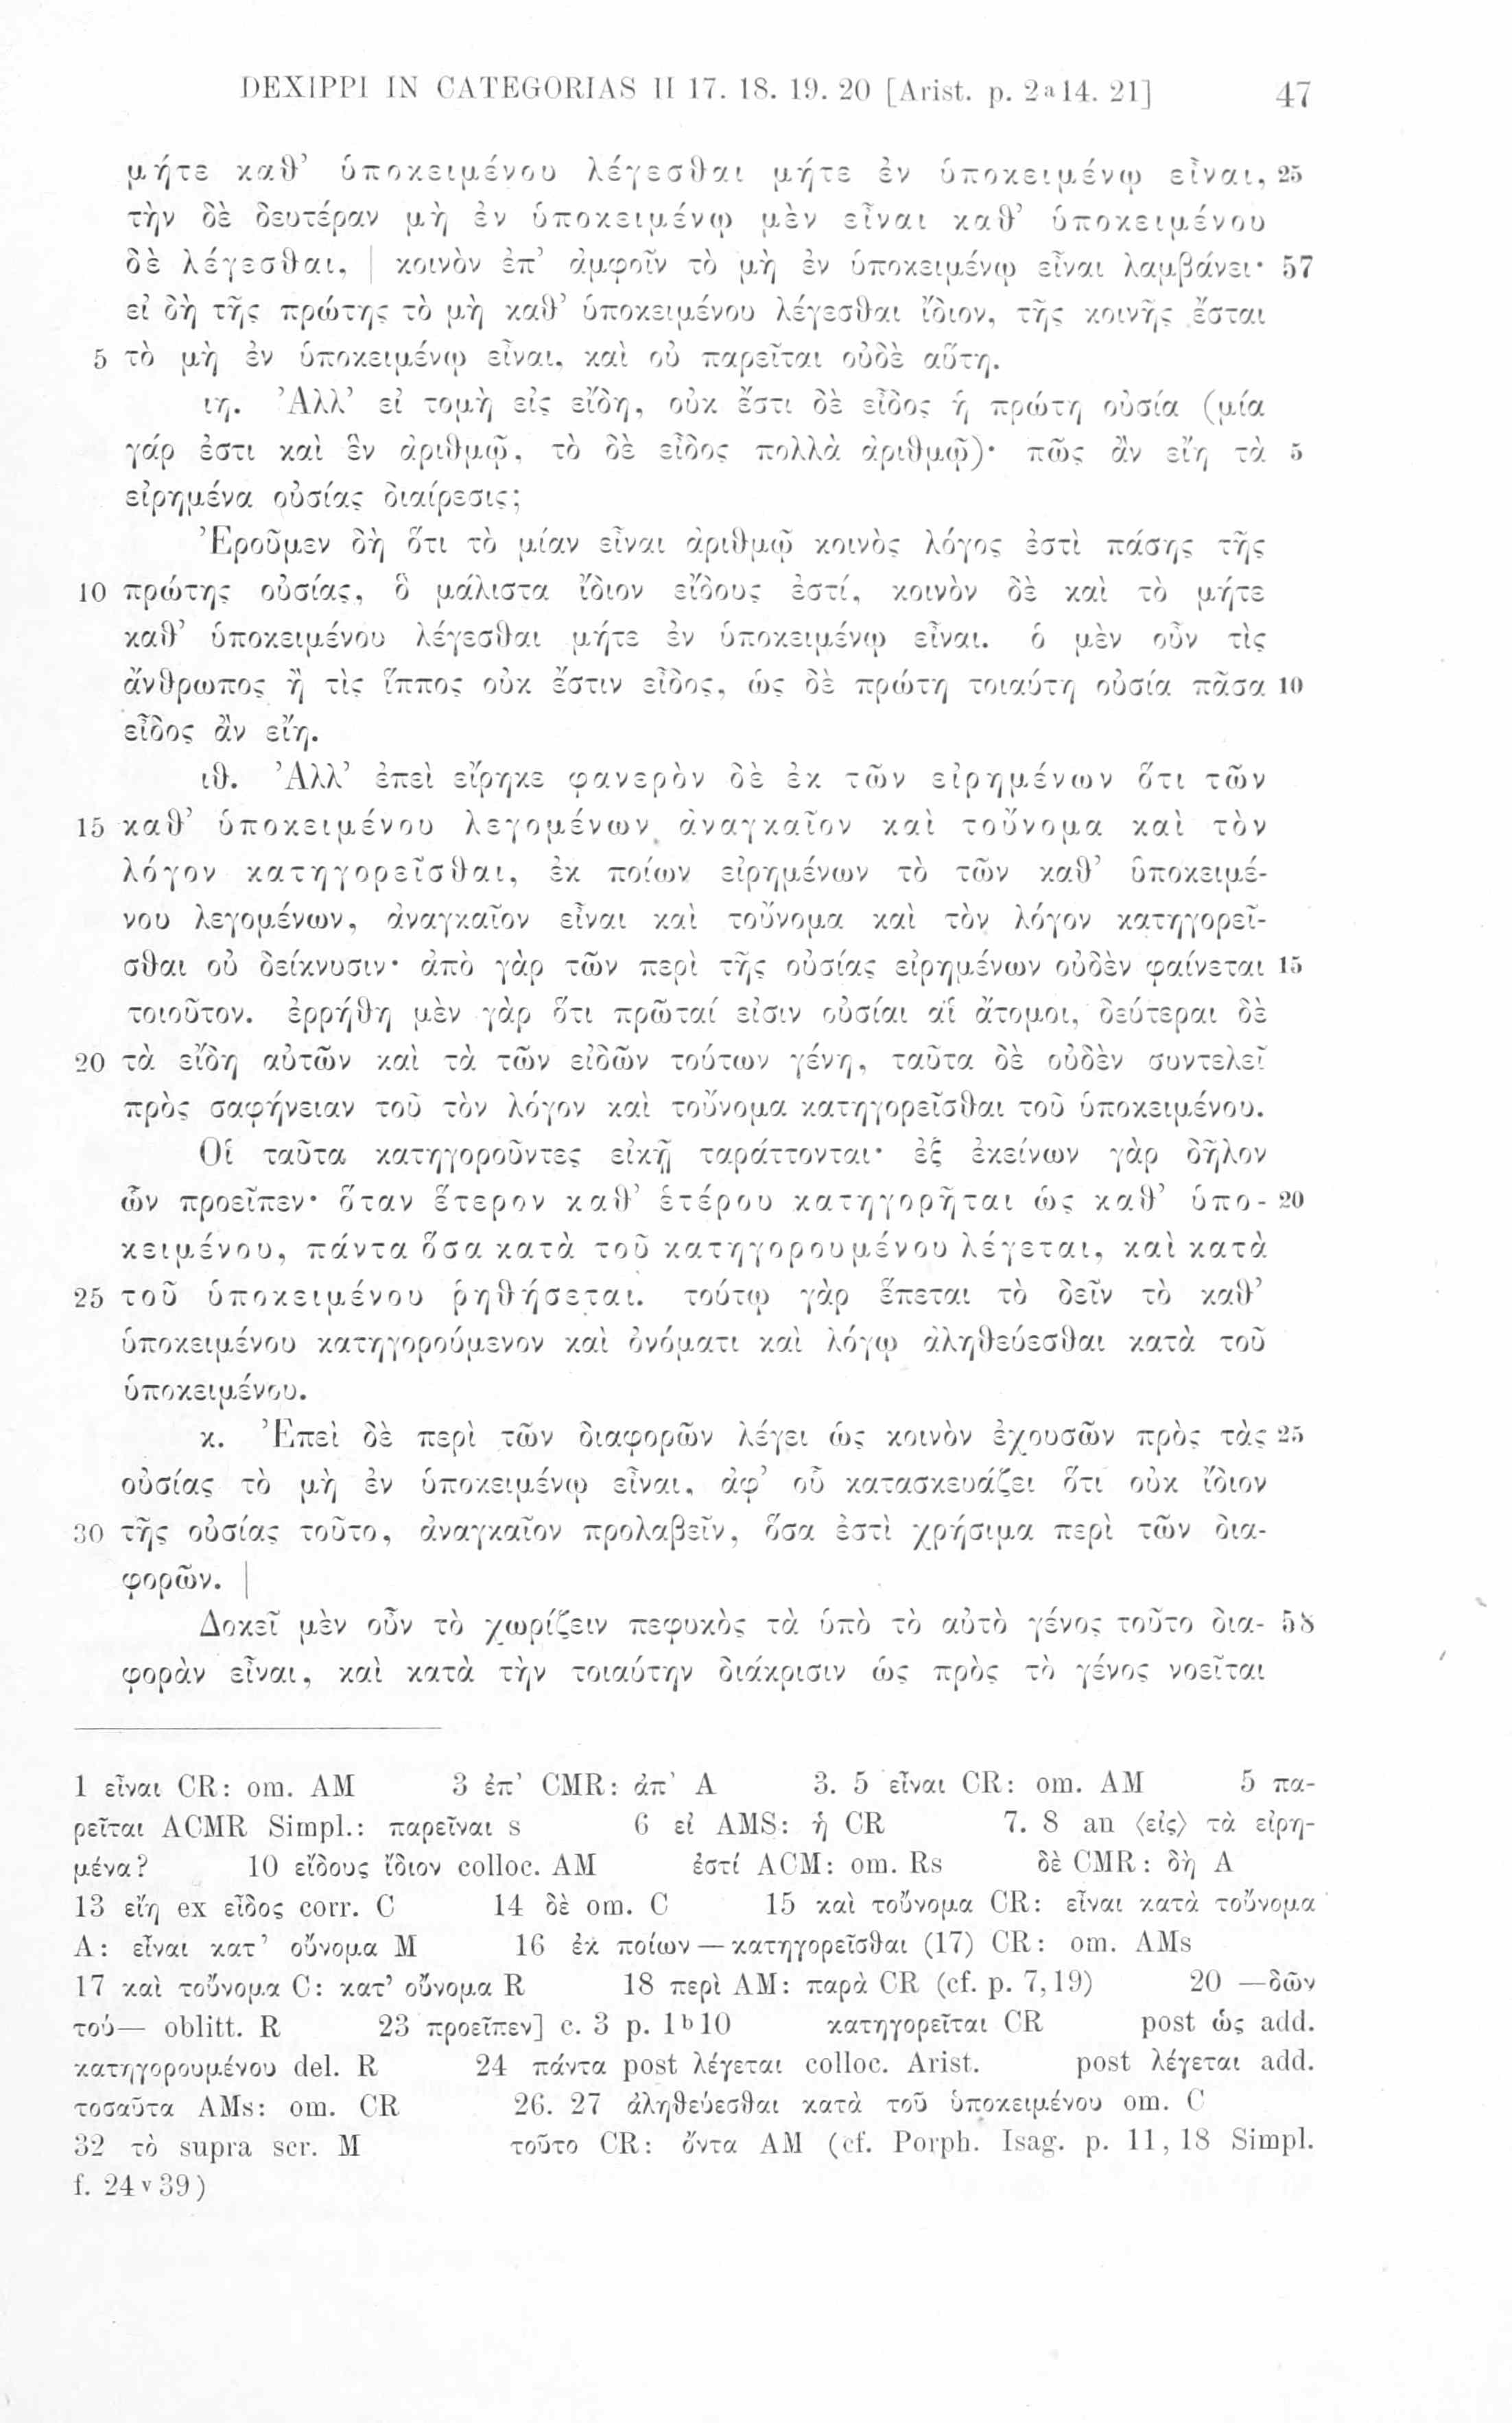 DEXIPPI IN CATEGORIAS II 17. 18. 19. 20 [Arist. p. 2a14. 21] 47
μήτε καθ’ ὑποκειμένου λέγεσθαι μήτε ἐν ὑποκειμένῳ εἶναι, 25
τὴν δὲ δευτέραν μὴ ἐν ὑποκειμένῳ μὲν εἶναι καθ’ ὑποκειμένου
δὲ λέγεσθαι, | κοινὸν ἐπ’ ἀμφοῖν τὸ μὴ ἐν ὑποκειμένῳ εἶναι λαμβάνει· 57
εἰ δὴ τῆς πρώτης τὸ μὴ καθ’ ὑποκειμένου λέγεσθαι ἴδιον, τῆς κοινῆς ἔσται
5 τὸ μὴ ἐν ὑποκειμένῳ εἶναι, καὶ οὐ παρεῖται οὐδὲ αὕτη.
ιη. Ἀλλ’ εἰ τομὴ εἰς εἴδη, οὐκ ἔστι δὲ εἶδος ἡ πρώτη οὐσία (μία
γάρ ἐστι καὶ ἓν ἀριθμῷ, τὸ δὲ εἶδος πολλὰ ἀριθμῷ)· πῶς ἂν εἴη τὰ 5
εἰρημένα οὐσίας διαίρεσις;
Ἐροῦμεν δὴ ὅτι τὸ μίαν εἶναι ἀριθμῷ κοινὸς λόγος ἐστὶ πάσης τῆς
10 πρώτης οὐσίας, ὃ μάλιστα ἴδιον εἴδους ἐστί, κοινὸν δὲ καὶ τὸ μήτε
καθ’ ὑποκειμένου λέγεσθαι μήτε ἐν ὑποκειμένῳ εἶναι. ὁ μὲν οὖν τὶς
ἄνθρωπος ἢ τὶς ἵππος οὐκ ἔστιν εἶδος, ὡς δὲ πρώτη τοιαύτη οὐσία πᾶσα 10
εἶδος ἂν εἴη.
ιθ. Ἀλλ’ ἐπεὶ εἴρηκε φανερὸν δὲ ἐκ τῶν εἰρημένων ὅτι τῶν
15 καθ’ ὑποκειμένου λεγομένων ἀναγκαῖον καὶ τοὔνομα καὶ τὸν
λόγον κατηγορεῖσθαι, ἐκ ποίων εἰρημένων τὸ τῶν καθ’ ὑποκειμέ-
νου λεγομένων, ἀναγκαῖον εἶναι καὶ τοὔνομα καὶ τὸν λόγον κατηγορεῖ-
σθαι οὐ δείκνυσιν· ἀπὸ γὰρ τῶν περὶ τῆς οὐσίας εἰρημένων οὐδὲν φαίνεται 15
τοιοῦτον. ἐρρήθη μὲν γὰρ ὅτι πρῶταί εἰσιν οὐσίαι αἱ ἄτομοι, δεύτεραι δὲ
20 τὰ εἴδη αὐτῶν καὶ τὰ τῶν εἰδῶν τούτων γένη, ταῦτα δὲ οὐδὲν συντελεῖ
πρὸς σαφήνειαν τοῦ τὸν λόγον καὶ τοὔνομα κατηγορεῖσθαι τοῦ ὑποκειμένου.
Οἱ ταῦτα κατηγοροῦντες εἰκῇ ταράττονται· ἐξ ἐκείνων γὰρ δῆλον
ὧν προεῖπεν· ὅταν ἕτερον καθ’ ἑτέρου κατηγορῆται ὡς καθ’ ὑπο- 20
κειμένου, πάντα ὅσα κατὰ τοῦ κατηγορουμένου λέγεται, καὶ κατὰ
25 τοῦ ὑποκειμένου ῥηθήσεται. τούτῳ γὰρ ἕπεται τὸ δεῖν τὸ καθ’
ὑποκειμένου κατηγορούμενον καὶ ὀνόματι καὶ λόγῳ ἀληθεύεσθαι κατὰ τοῦ
ὑποκειμένου.
κ. Ἐπεὶ δὲ περὶ τῶν διαφορῶν λέγει ὡς κοινὸν ἐχουσῶν πρὸς τὰς 25
οὐσίας τὸ μὴ ἐν ὑποκειμένῳ εἶναι, ἀφ’ οὗ κατασκευάζει ὅτι οὐκ ἴδιον
30 τῆς οὐσίας τοῦτο, ἀναγκαῖον προλαβεῖν, ὅσα ἐστὶ χρήσιμα περὶ τῶν δια-
φορῶν. |
Δοκεῖ μὲν οὖν τὸ χωρίζειν πεφυκὸς τὰ ὑπὸ τὸ αὐτὸ γένος τοῦτο δια- 58
φορὰν εἶναι, καὶ κατὰ τὴν τοιαύτην διάκρισιν ὡς πρὸς τὸ γένος νοεῖται
1 εἶναι CR: om. AM 3 ἐπ’ CMR: ἀπ’ A 3. 5 εἶναι CR: om. AM 5 πα-
ρεῖται ACMR Simpl.: παρεῖναι s 6 εἰ AMS: ἡ CR 7. 8 an ⟨εἰς⟩ τὰ εἰρη-
μένα? 10 εἴδους ἴδιον colloc. AM ἐστί ACM: om. Rs δὲ CMR: δὴ A
13 εἴη ex εἶδος corr. C 14 δὲ om. C 15 καὶ τοὔνομα CR: εἶναι κατὰ τοὔνομα
A: εἶναι κατ’ οὔνομα M 16 ἐκ ποίων — κατηγορεῖσθαι (17) CR: om. AMs
17 καὶ τοὔνομα C: κατ’ οὔνομα R 18 περὶ AM: παρὰ CR (cf. p. 7,19) 20 —δῶν
τού— oblitt. R 23 προεῖπεν] c. 3 p. 1b10 κατηγορεῖται CR post ὡς add.
κατηγορουμένου del. R 24 πάντα post λέγεται colloc. Arist. post λέγεται add.
τοσαῦτα AMs: om. CR 26. 27 ἀληθεύεσθαι κατὰ τοῦ ὑποκειμένου om. C
32 τὸ supra scr. M τοῦτο CR: ὄντα AM (cf. Porph. Isag. p. 11, 18 Simpl.
f. 24v39)